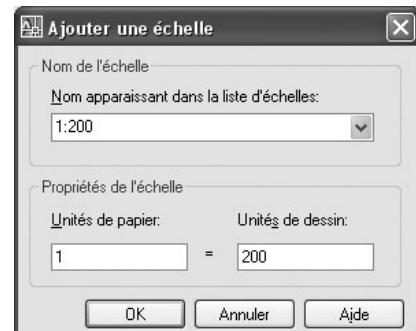 Ajouter une échelle
Nom de l'échelle
Nom apparaissant dans la liste d'échelles:
1:200
Propriétés de l'échelle
Unités de papier: Unités de dessin:
1 = 200
OK Annuler Aide